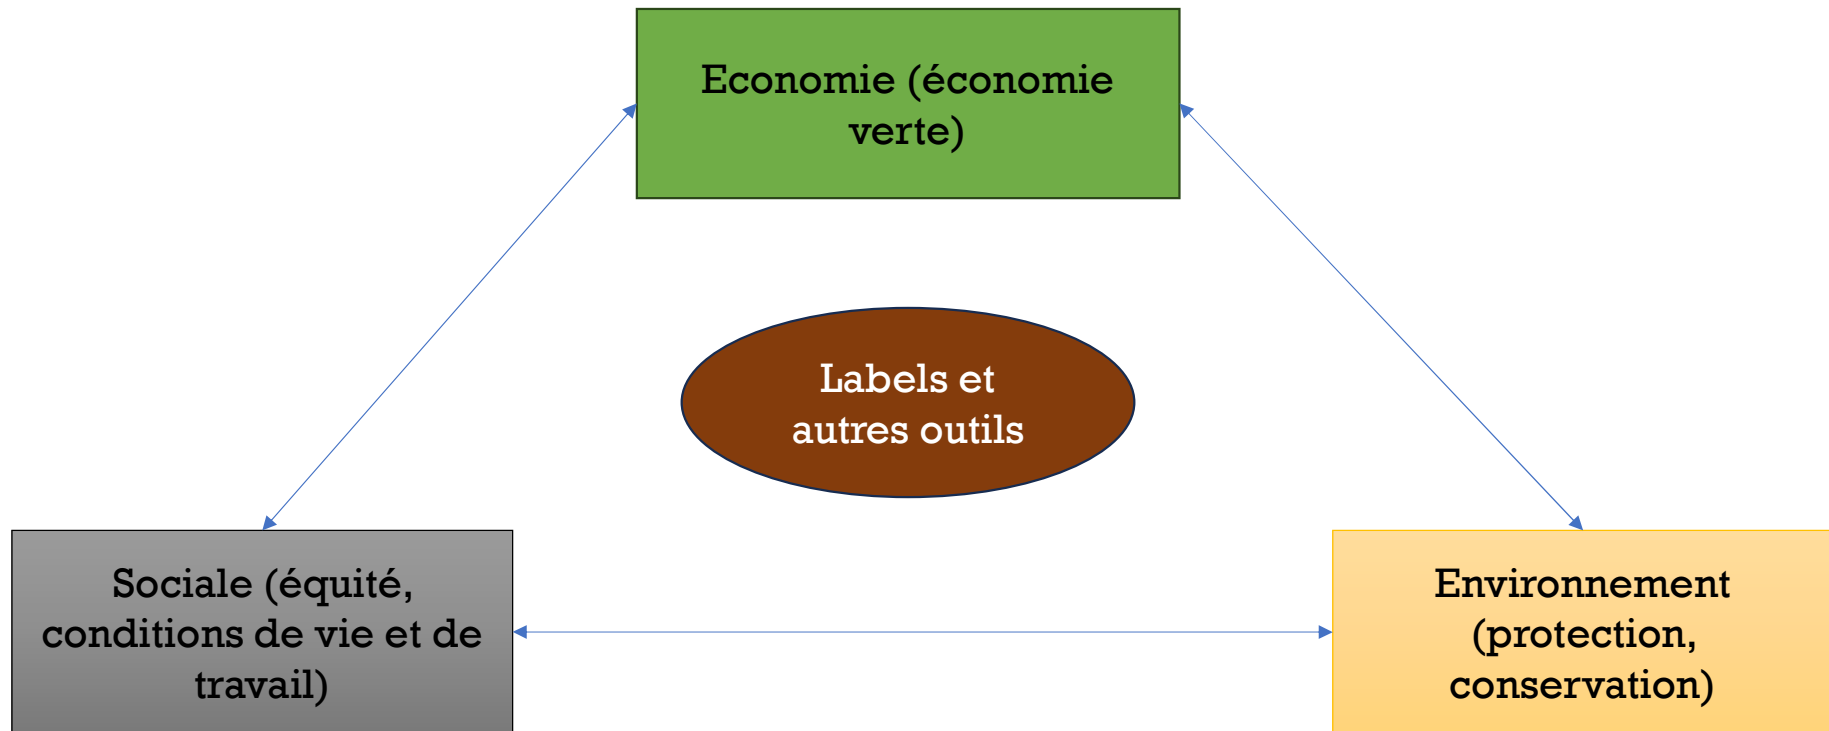 Economie (économie
verte)
Labels et
autres outils
Sociale (équité,
conditions de vie et de
travail)
Environnement
(protection,
conservation)